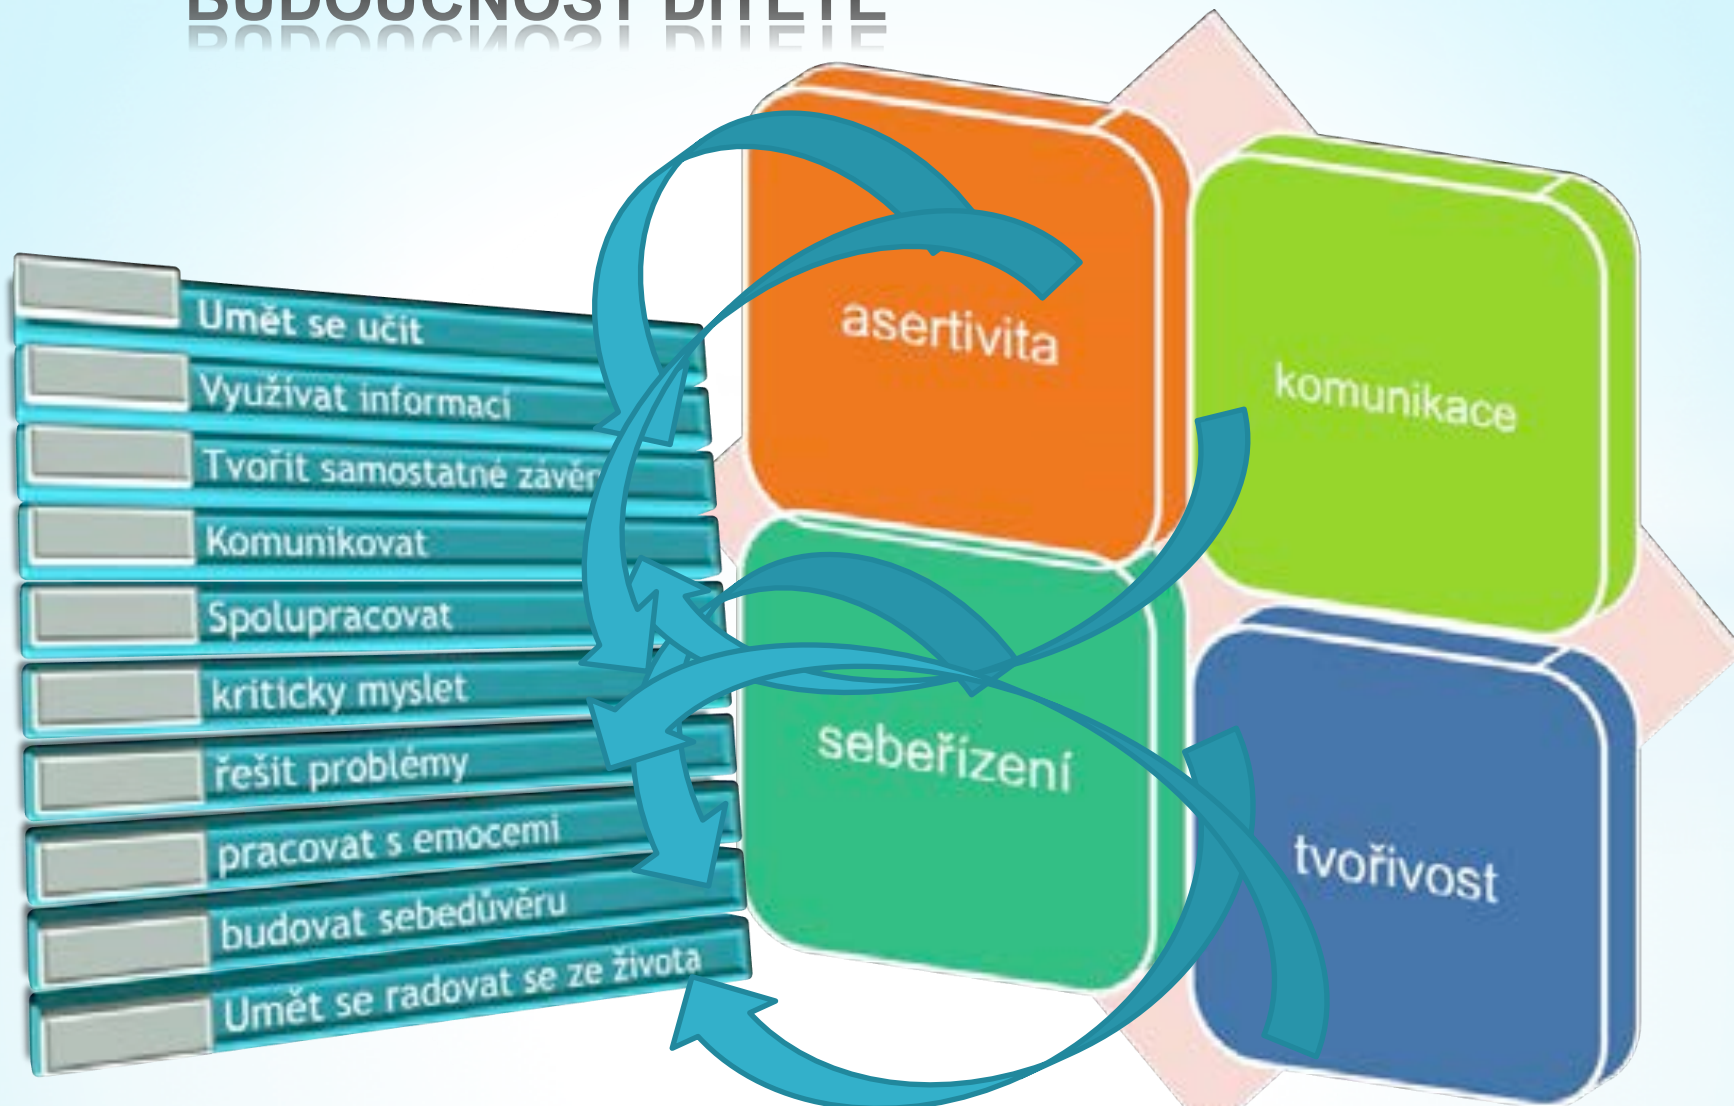 BUDOUCNOST DÍTĚTE
Umět se učit
Využívat informací
Tvořit samostatné závěr
Komunikovat
Spolupracovat
kriticky myslet
řešit problémy
pracovat s emocemi
budovat sebedůvěru
Umět se radovat se ze života
asertivita
komunikace
sebeřízení
tvořivost